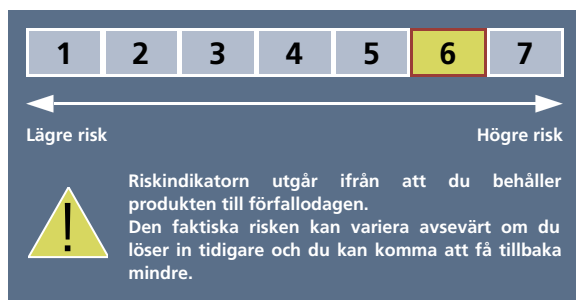 1 2 3 4 5 6 7
Lägre risk Högre risk
Riskindikatorn utgår ifrån att du behåller
produkten till förfallodagen.
Den faktiska risken kan variera avsevärt om du
löser in tidigare och du kan komma att få tillbaka
mindre.